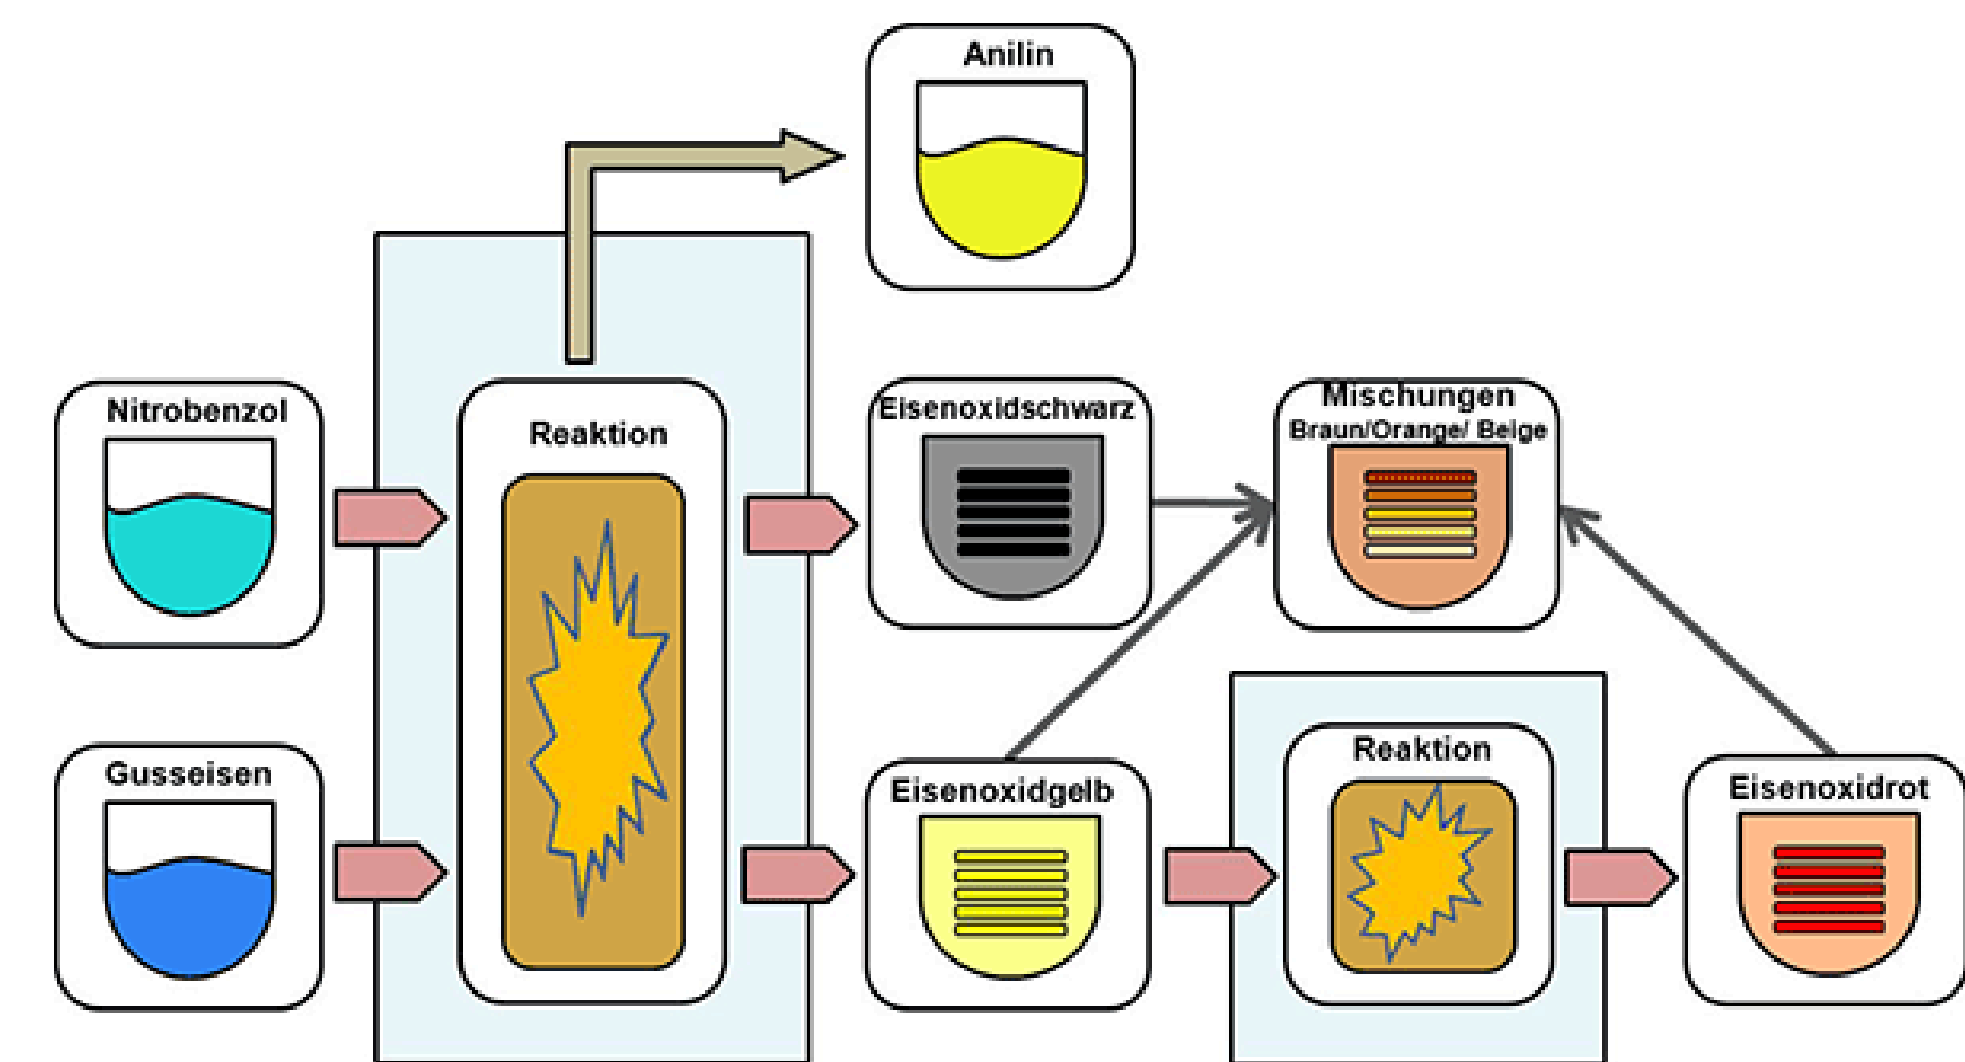 Anilin
Nitrobenzol
Reaktion
Eisenoxidschwarz
Mischungen
Braun/Orange/ Beige
Gusseisen
Eisenoxidgelb
Reaktion
Eisenoxidrot